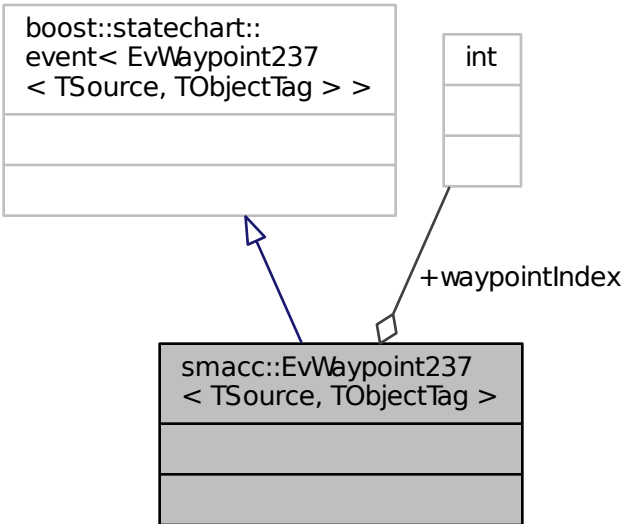 boost::statechart::
event< EvWaypoint237
< TSource, TObjectTag > >
int
+waypointIndex
smacc::EvWaypoint237
< TSource, TObjectTag >